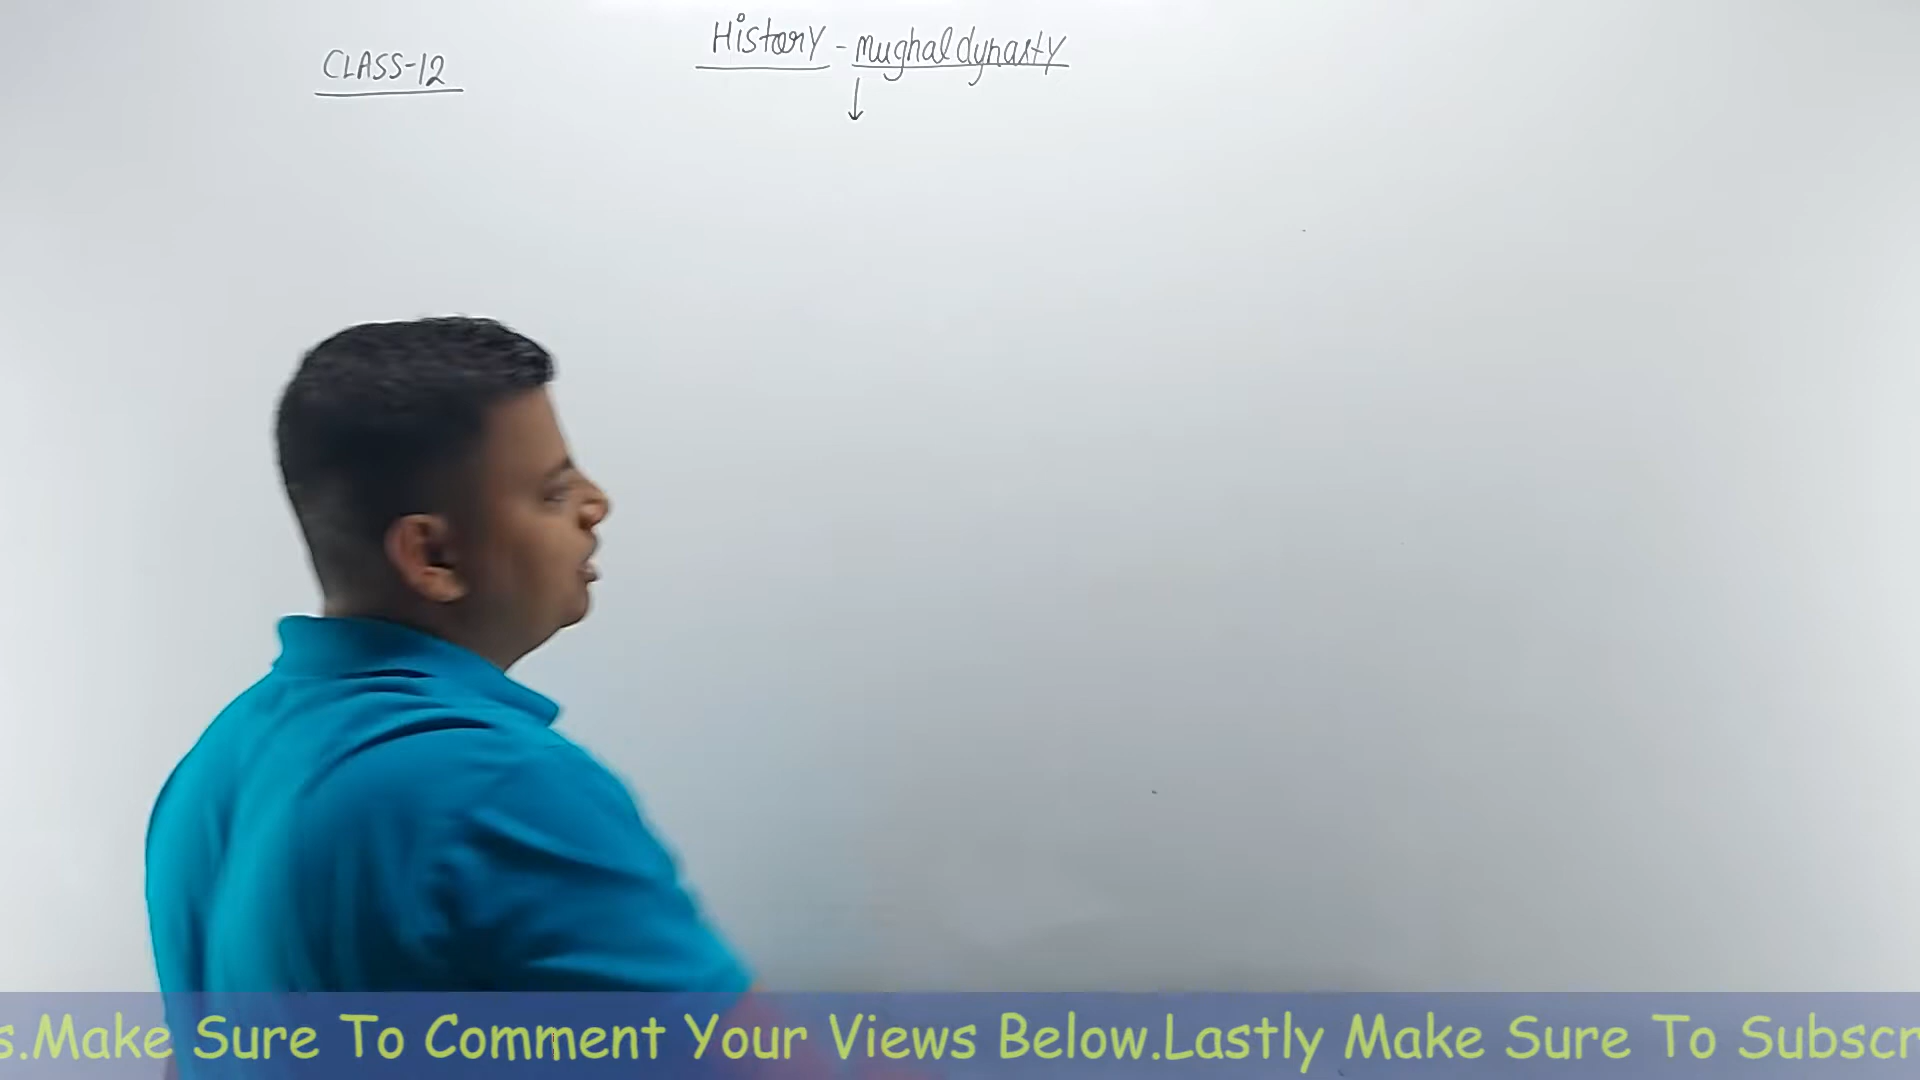 CLASS-12
History - mughal dynasty
s.Make Sure To Comment Your Views Below.Lastly Make Sure To Subscr